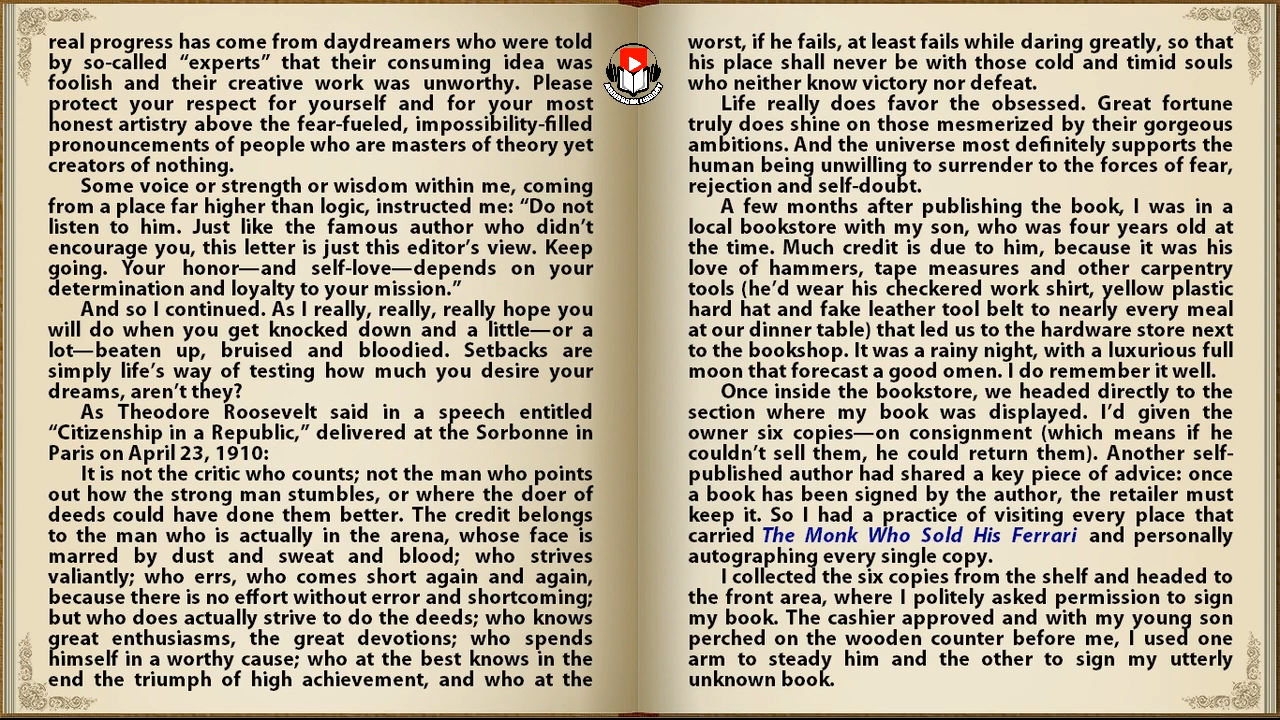 real progress has come from daydreamers who were told
by so-called “experts” that their consuming idea was
foolish and their creative work was unworthy. Please
protect your respect for yourself and for your most
honest artistry above the fear-fueled, impossibility-filled
pronouncements of people who are masters of theory yet
creators of nothing.
Some voice or strength or wisdom within me, coming
from a place far higher than logic, instructed me: “Do not
listen to him. Just like the famous author who didn’t
encourage you, this letter is just this editor’s view. Keep
going. Your honor—and self-love—depends on your
determination and loyalty to your mission.”
And so I continued. As I really, really, really hope you
will do when you get knocked down and a little—or a
lot—beaten up, bruised and bloodied. Setbacks are
simply life’s way of testing how much you desire your
dreams, aren’t they?
As Theodore Roosevelt said in a speech entitled
“Citizenship in a Republic,” delivered at the Sorbonne in
Paris on April 23, 1910:
It is not the critic who counts; not the man who points
out how the strong man stumbles, or where the doer of
deeds could have done them better. The credit belongs
to the man who is actually in the arena, whose face is
marred by dust and sweat and blood; who strives
valiantly; who errs, who comes short again and again,
because there is no effort without error and shortcoming;
but who does actually strive to do the deeds; who knows
great enthusiasms, the great devotions; who spends
himself in a worthy cause; who at the best knows in the
end the triumph of high achievement, and who at the
worst, if he fails, at least fails while daring greatly, so that
his place shall never be with those cold and timid souls
who neither know victory nor defeat.
Life really does favor the obsessed. Great fortune
truly does shine on those mesmerized by their gorgeous
ambitions. And the universe most definitely supports the
human being unwilling to surrender to the forces of fear,
rejection and self-doubt.
A few months after publishing the book, I was in a
local bookstore with my son, who was four years old at
the time. Much credit is due to him, because it was his
love of hammers, tape measures and other carpentry
tools (he’d wear his checkered work shirt, yellow plastic
hard hat and fake leather tool belt to nearly every meal
at our dinner table) that led us to the hardware store next
to the bookshop. It was a rainy night, with a luxurious full
moon that forecast a good omen. I do remember it well.
Once inside the bookstore, we headed directly to the
section where my book was displayed. I’d given the
owner six copies—on consignment (which means if he
couldn’t sell them, he could return them). Another self-
published author had shared a key piece of advice: once
a book has been signed by the author, the retailer must
keep it. So I had a practice of visiting every place that
carried The Monk Who Sold His Ferrari and personally
autographing every single copy.
I collected the six copies from the shelf and headed to
the front area, where I politely asked permission to sign
my book. The cashier approved and with my young son
perched on the wooden counter before me, I used one
arm to steady him and the other to sign my utterly
unknown book.